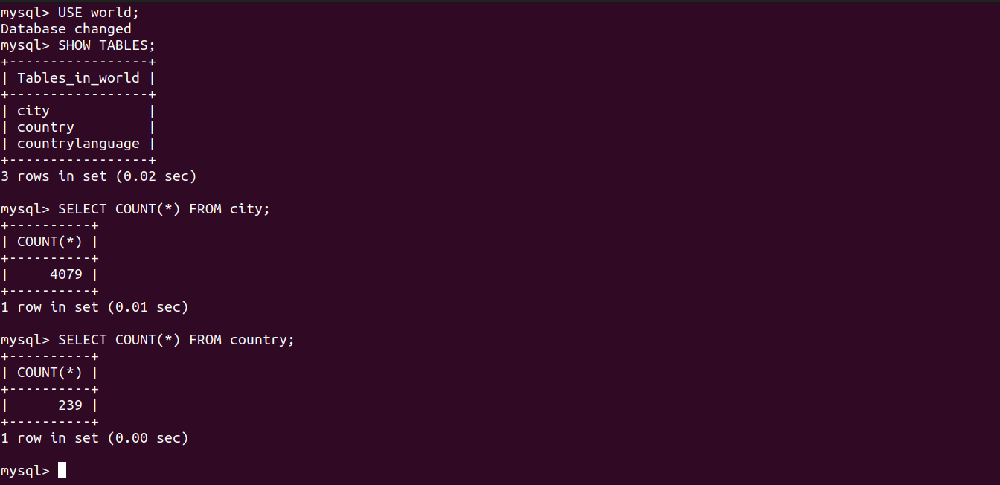 mysql> USE world;
Database changed
mysql> SHOW TABLES;
+-----------------+
| Tables_in_world |
+-----------------+
| city            |
| country         |
| countrylanguage |
+-----------------+
3 rows in set (0.02 sec)

mysql> SELECT COUNT(*) FROM city;
+----------+
| COUNT(*) |
+----------+
|     4079 |
+----------+
1 row in set (0.01 sec)

mysql> SELECT COUNT(*) FROM country;
+----------+
| COUNT(*) |
+----------+
|      239 |
+----------+
1 row in set (0.00 sec)

mysql>